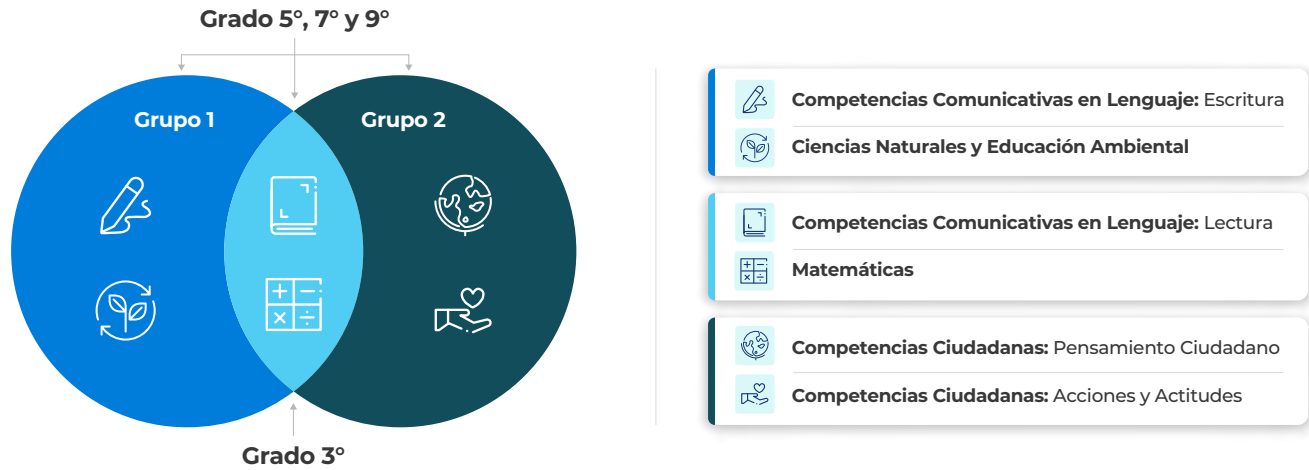 Grado 5°, 7° y 9°
Grupo 1
Grupo 2
Grado 3°
Competencias Comunicativas en Lenguaje: Escritura
Ciencias Naturales y Educación Ambiental
Competencias Comunicativas en Lenguaje: Lectura
Matemáticas
Competencias Ciudadanas: Pensamiento Ciudadano
Competencias Ciudadanas: Acciones y Actitudes